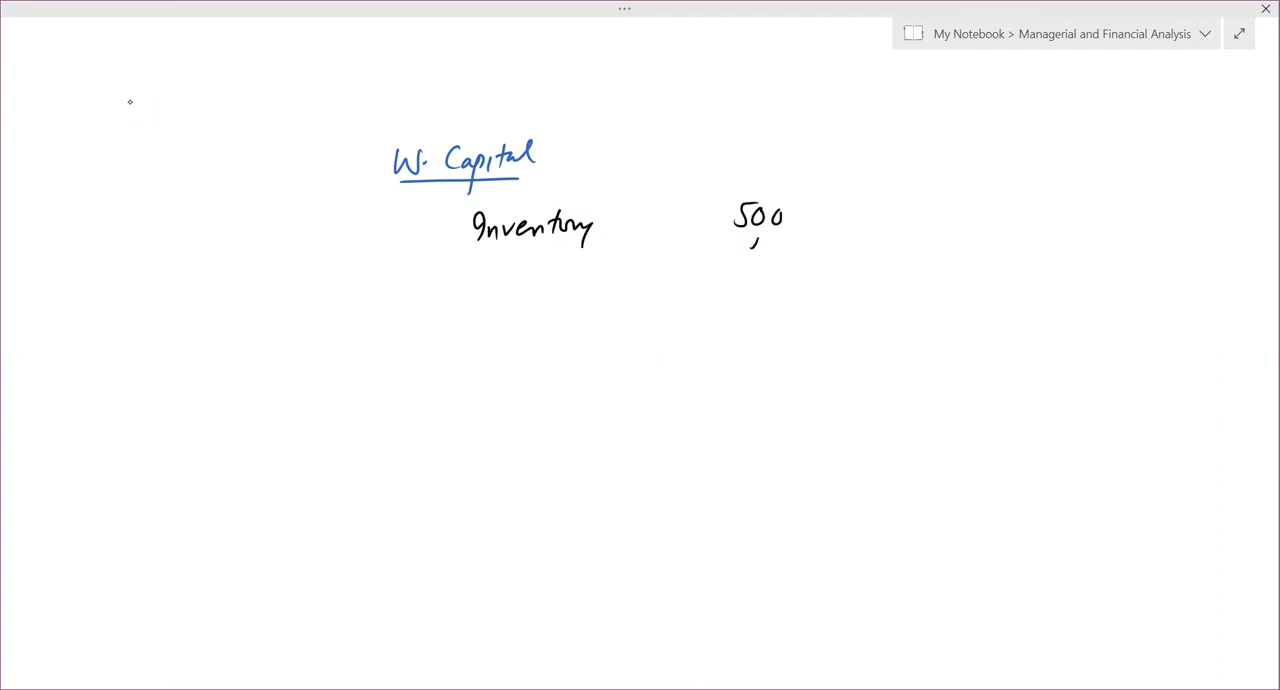 My Notebook > Managerial and Financial Analysis
W. Capital
Inventory 500
,